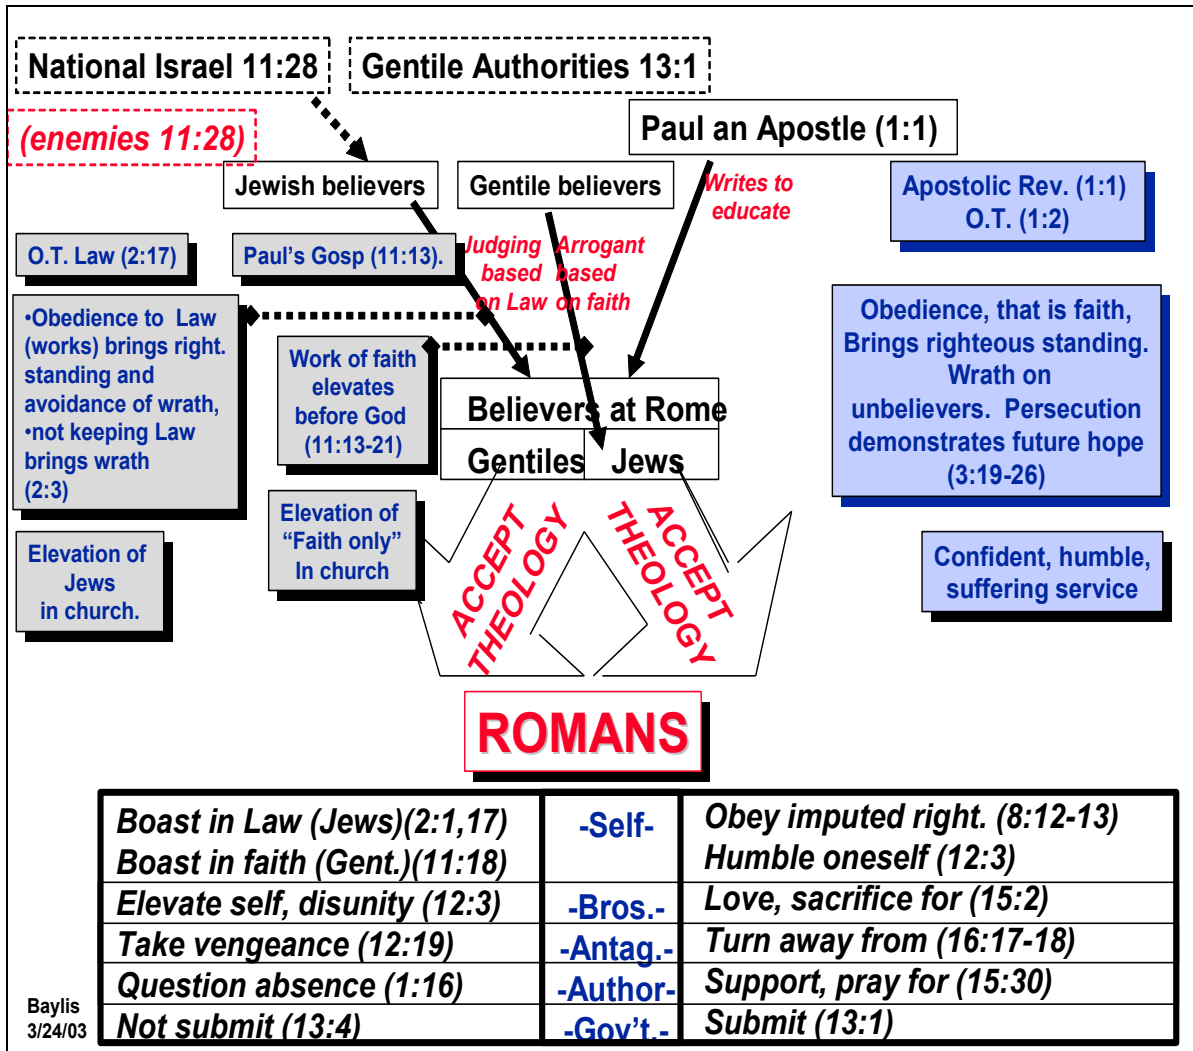 National Israel 11:28
Gentile Authorities 13:1
(enemies 11:28)
Paul an Apostle (1:1)
Jewish believers
Gentile believers
Writes to
educate
Apostolic Rev. (1:1)
O.T. (1:2)
O.T. Law (2:17)
Paul's Gosp (11:13).
Judging
based
on Law
Arrogant
based
on faith
•Obedience to Law
(works) brings right.
standing and
avoidance of wrath,
•not keeping Law
brings wrath
(2:3)
Work of faith
elevates
before God
(11:13-21)
Obedience, that is faith,
Brings righteous standing.
Wrath on
unbelievers. Persecution
demonstrates future hope
(3:19-26)
Believers at Rome
Gentiles
Jews
Elevation of
Jews
in church.
Elevation of
“Faith only”
In church
ACCEPT
THEOLOGY
ACCEPT
THEOLOGY
Confident, humble,
suffering service
ROMANS
Boast in Law (Jews)(2:1,17)
Boast in faith (Gent.)(11:18)
-Self-
Obey imputed right. (8:12-13)
Humble oneself (12:3)
Elevate self, disunity (12:3)
-Bros.-
Love, sacrifice for (15:2)
Take vengeance (12:19)
-Antag.-
Turn away from (16:17-18)
Question absence (1:16)
-Author-
Support, pray for (15:30)
Not submit (13:4)
-Gov't.-
Submit (13:1)
Baylis
3/24/03